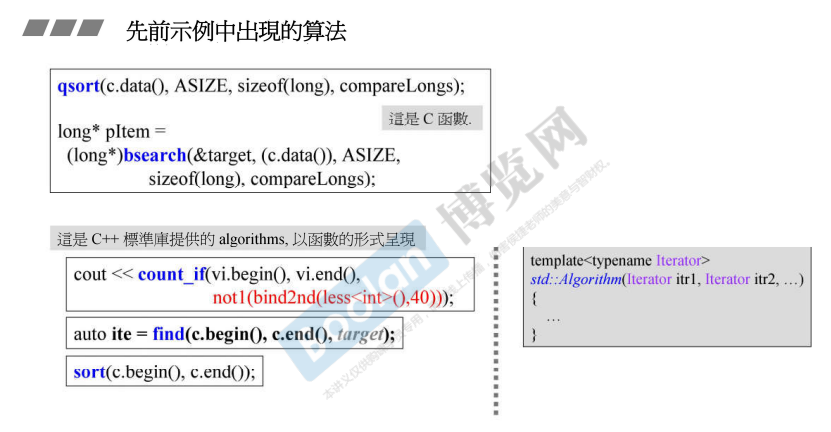 先前示例中出現的算法
qsort(c.data(), ASIZE, sizeof(long), compareLongs);
這是 C 函數.
long* pItem =
(long*)bsearch(&target, (c.data()), ASIZE,
sizeof(long), compareLongs);
這是 C++ 標準庫提供的 algorithms, 以函數的形式呈現
cout << count_if(vi.begin(), vi.end(),
not1(bind2nd(less<int>(),40)));
auto ite = find(c.begin(), c.end(), target);
sort(c.begin(), c.end());
template<typename Iterator>
std::Algorithm(Iterator itr1, Iterator itr2, …)
{
…
}
Boolan 博览网